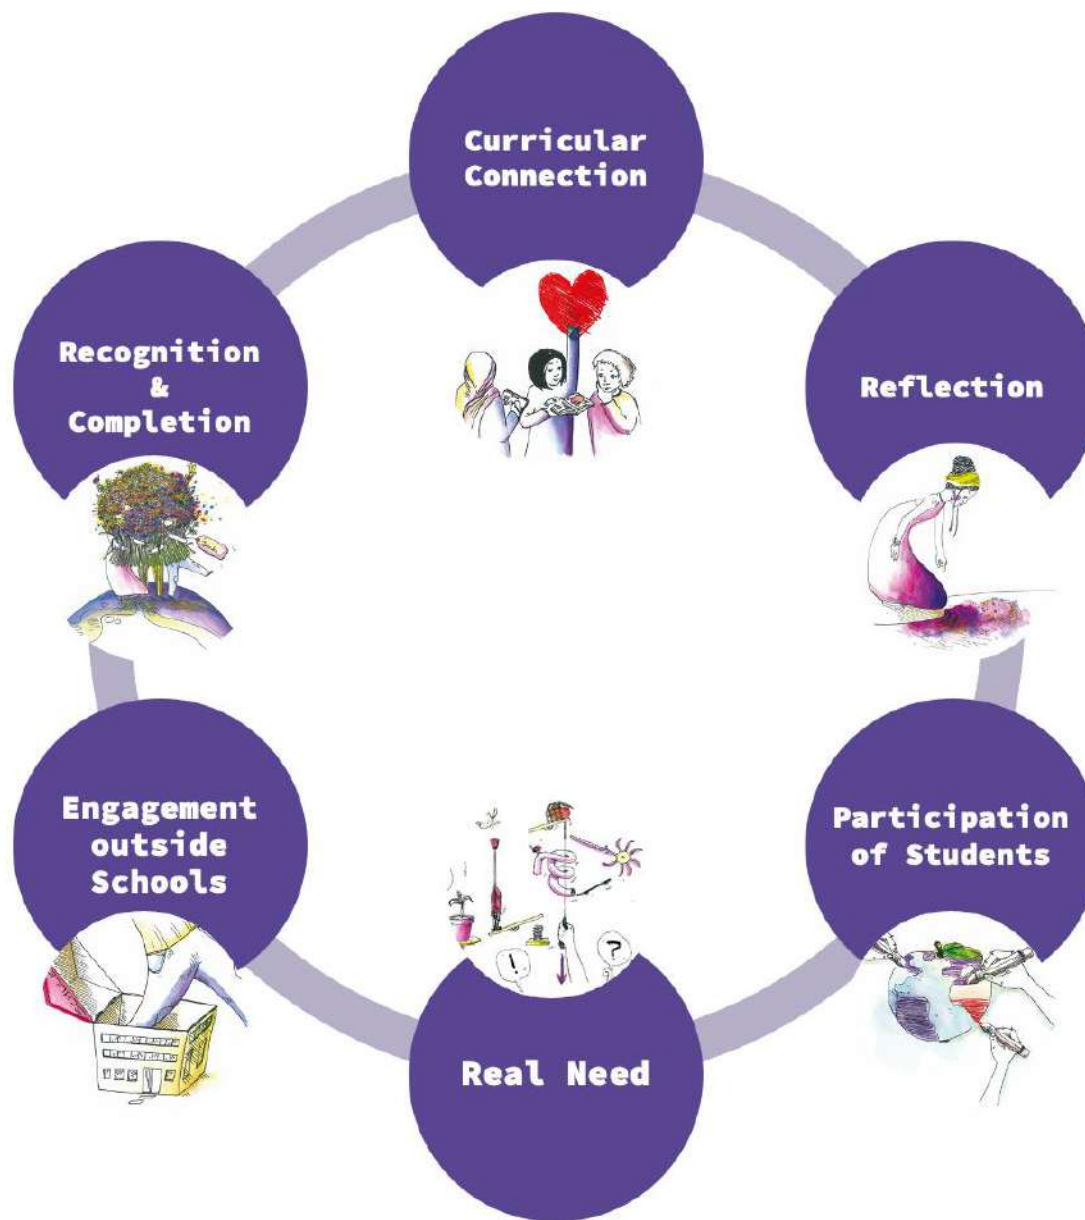 Curricular
Connection
Reflection
Participation
of Students
Real Need
!
?
Engagement
outside
Schools
Recognition
&
Completion